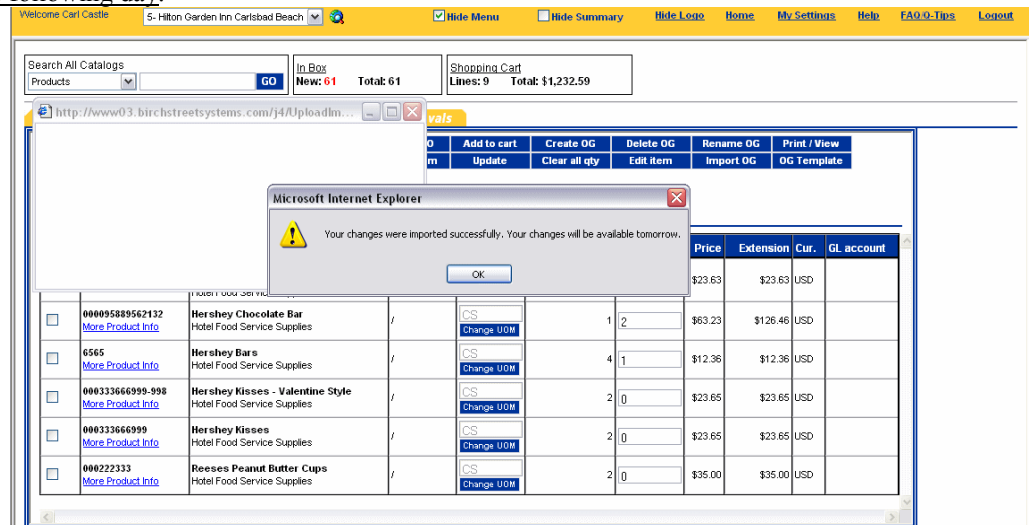 following day.
Welcome Carl Castle 5- Hilton Garden Inn Carlsbad Beach Hide Menu Hide Summary Hide Logo Home My Settings Help FAQ/Q-Tips Logout
Search All Catalogs
Products GO
In Box
New: 61 Total: 61
Shopping Cart
Lines: 9 Total: $1,232.59
http://www03.birchstreetsystems.com/j4/UploadIm...
vals
O Add to cart Create OG Delete OG Rename OG Print / View
m Update Clear all qty Edit item Import OG OG Template
Microsoft Internet Explorer
Your changes were imported successfully. Your changes will be available tomorrow.
OK
Price Extension Cur. GL account
$23.63 $23.63 USD
000095889562132 Hershey Chocolate Bar / CS 1 2 $63.23 $126.46 USD
More Product Info Hotel Food Service Supplies Change UOM
6565 Hershey Bars / CS 4 1 $12.36 $12.36 USD
More Product Info Hotel Food Service Supplies Change UOM
000333666999-998 Hershey Kisses - Valentine Style / CS 2 0 $23.65 $23.65 USD
More Product Info Hotel Food Service Supplies Change UOM
000333666999 Hershey Kisses / CS 2 0 $23.65 $23.65 USD
More Product Info Hotel Food Service Supplies Change UOM
000222333 Reeses Peanut Butter Cups / CS 2 0 $35.00 $35.00 USD
More Product Info Hotel Food Service Supplies Change UOM